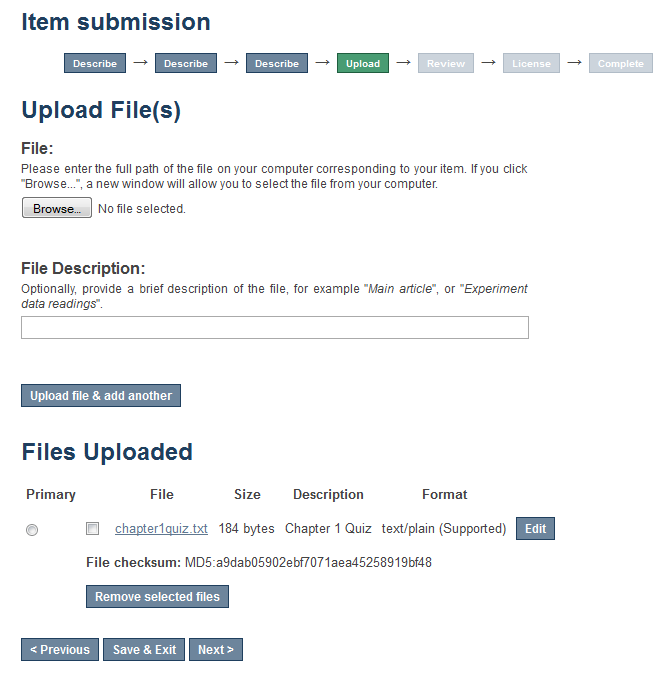 Item submission
Describe → Describe → Describe → Upload → Review → License → Complete
Upload File(s)
File:
Please enter the full path of the file on your computer corresponding to your item. If you click
"Browse...", a new window will allow you to select the file from your computer.
Browse... No file selected.
File Description:
Optionally, provide a brief description of the file, for example "Main article", or "Experiment
data readings".
Upload file & add another
Files Uploaded
Primary File Size Description Format
chapter1quiz.txt 184 bytes Chapter 1 Quiz text/plain (Supported) Edit
File checksum: MD5:a9dab05902ebf7071aea45258919bf48
Remove selected files
< Previous Save & Exit Next >